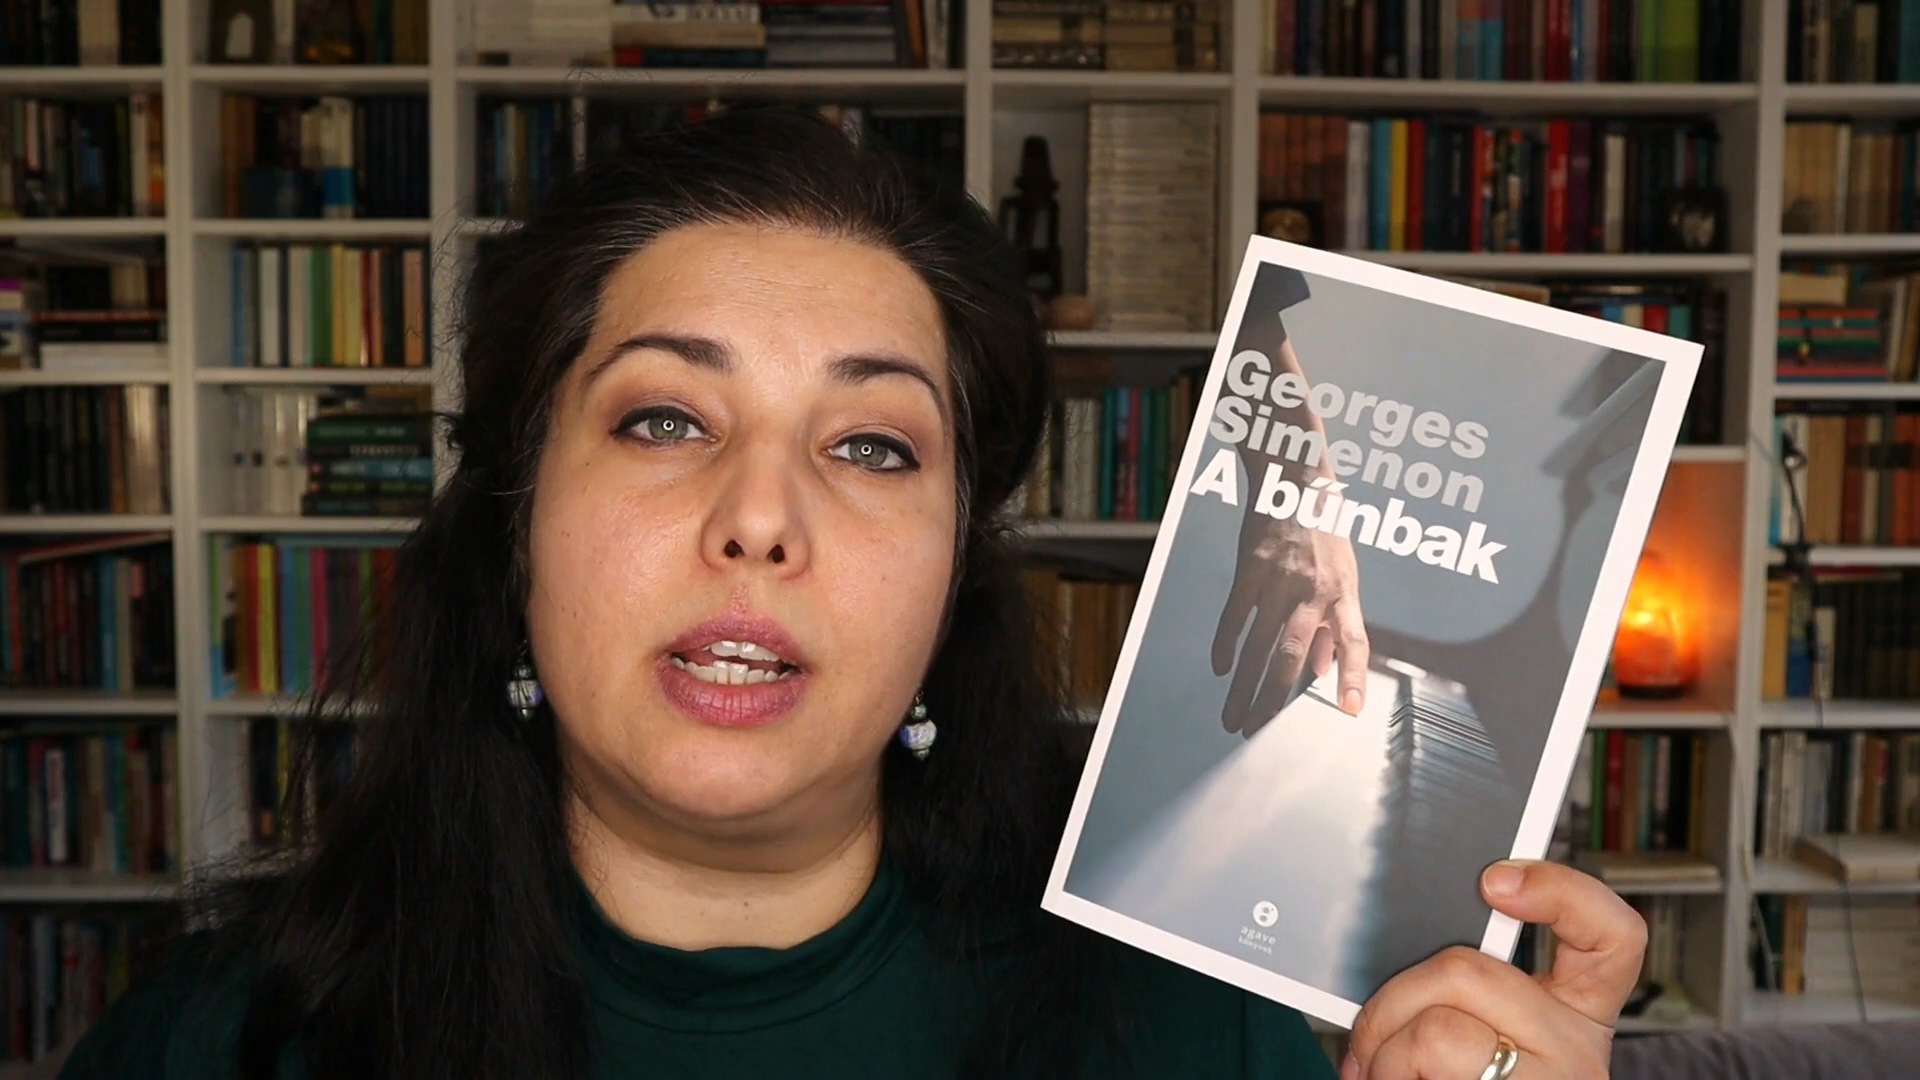 Georges
Simenon
A bűnbak
agave
könyvek